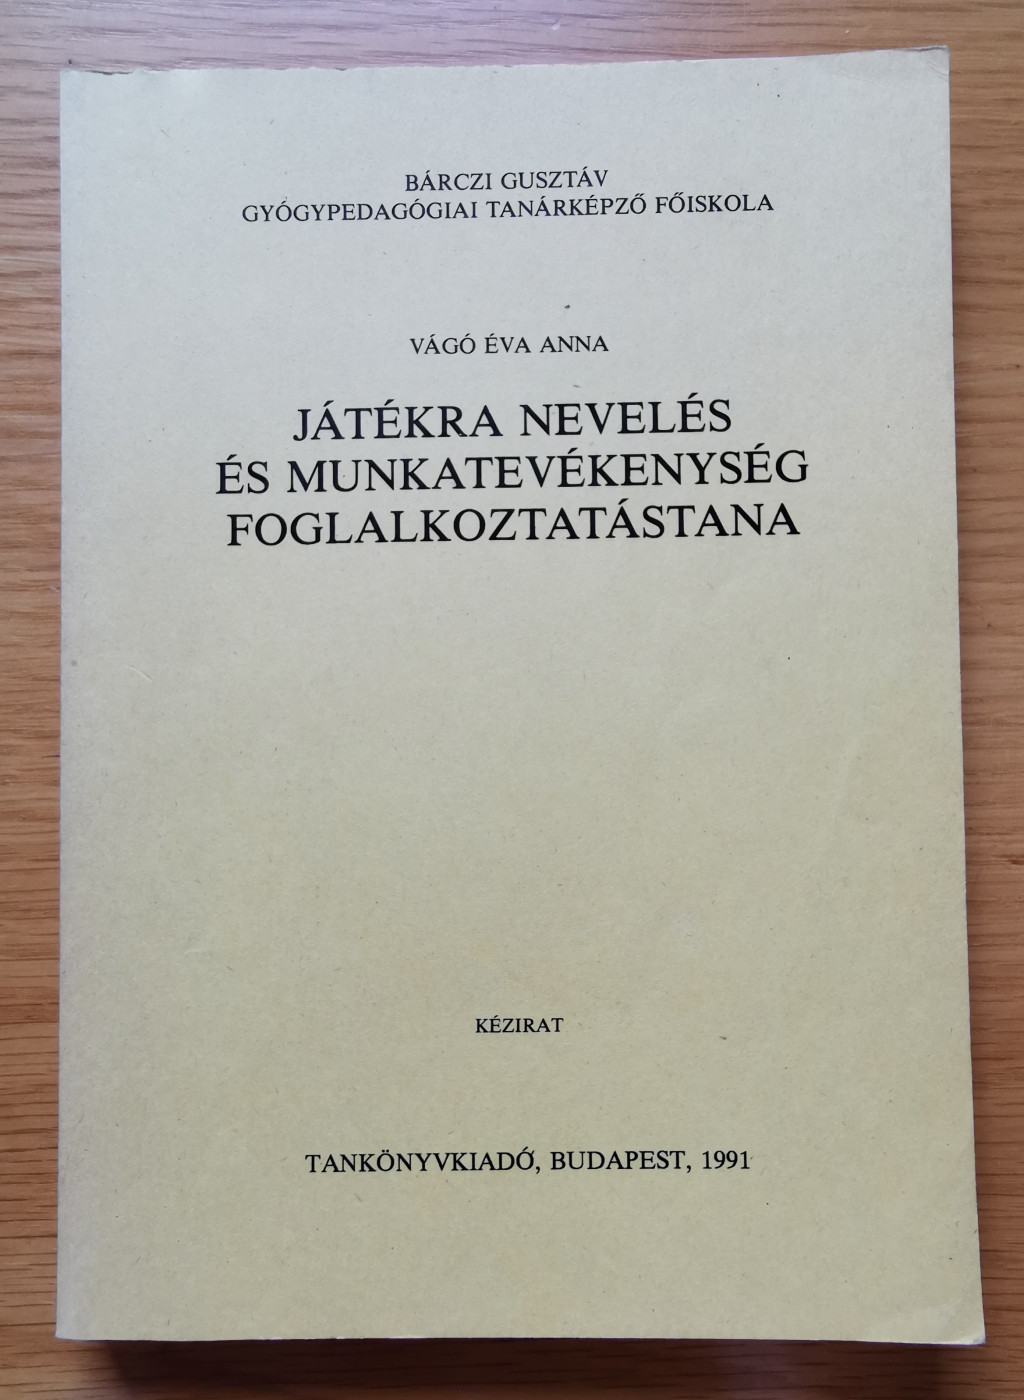 BÁRCZI GUSZTÁV
GYÓGYPEDAGÓGIAI TANÁRKÉPZŐ FŐISKOLA
VÁGÓ ÉVA ANNA
JÁTÉKRA NEVELÉS
ÉS MUNKATEVÉKENYSÉG
FOGLALKOZTATÁSTANA
KÉZIRAT
TANKÖNYVKIADÓ, BUDAPEST, 1991